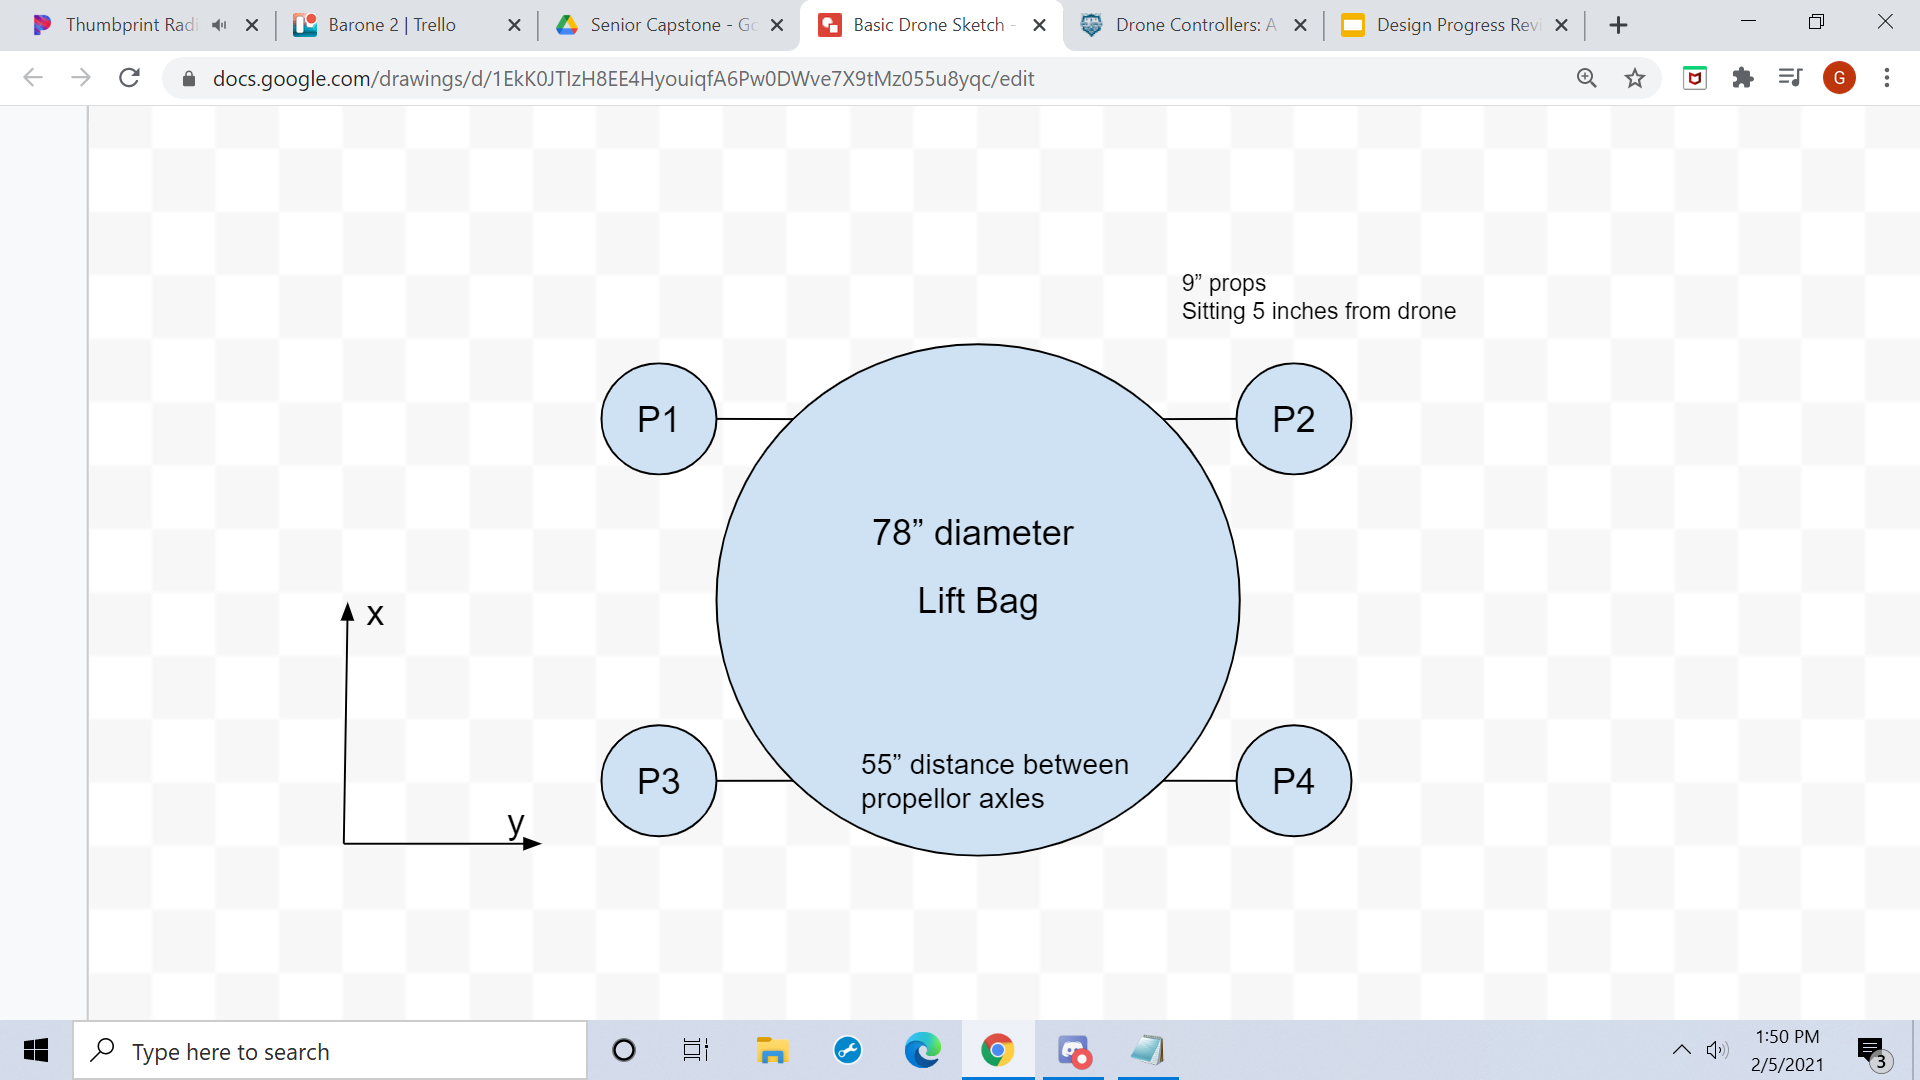 Thumbprint Radi
Barone 2 | Trello
Senior Capstone - Go
Basic Drone Sketch -
Drone Controllers: A
Design Progress Revi
docs.google.com/drawings/d/1EkK0JTIzH8EE4HyouiqfA6Pw0DWve7X9tMz055u8yqc/edit
G
9” props
Sitting 5 inches from drone
P1
P2
78” diameter
Lift Bag
x
y
P3
55” distance between
propellor axles
P4
Type here to search
1:50 PM
2/5/2021
3